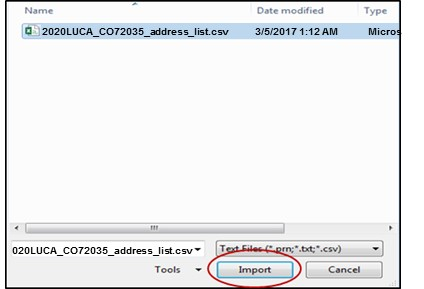 Name Date modified Type
2020LUCA_CO72035_address_list.csv 3/5/2017 1:12 AM Micros
020LUCA_CO72035_address_list.csv Text Files (*.prn;*.txt;*.csv)
Tools Import Cancel